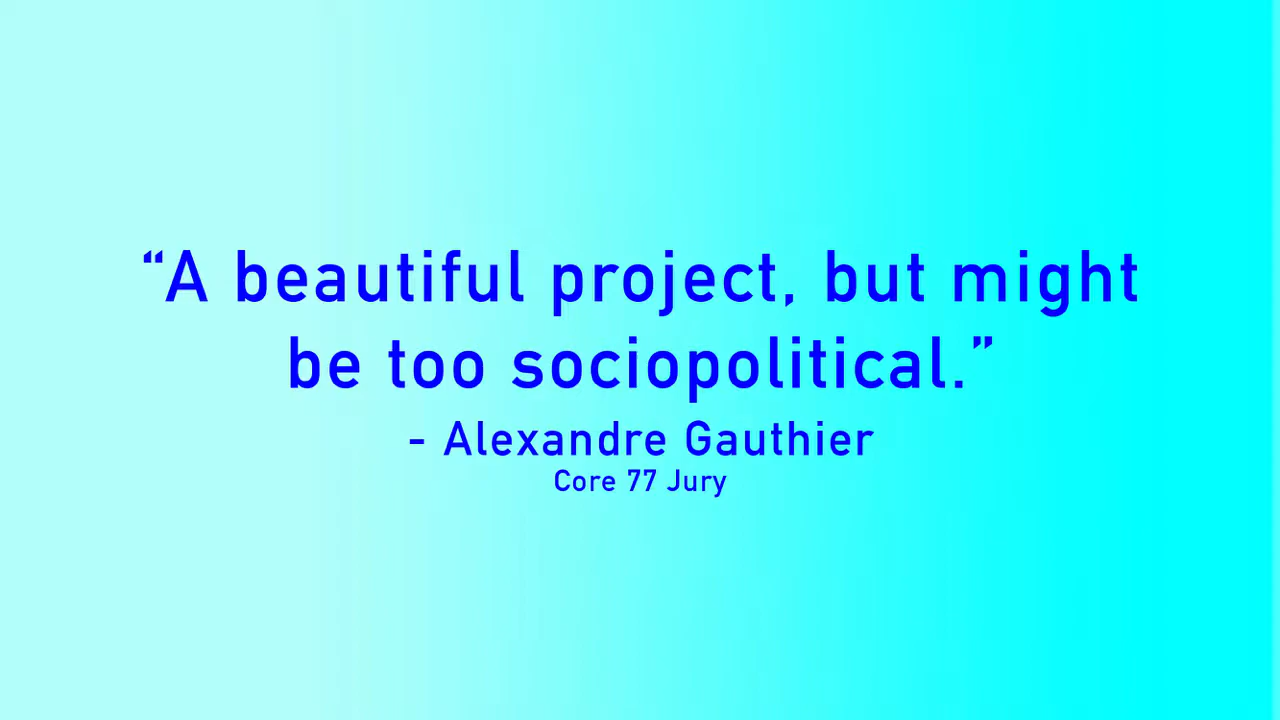 “A beautiful project, but might
be too sociopolitical.”
- Alexandre Gauthier
Core 77 Jury